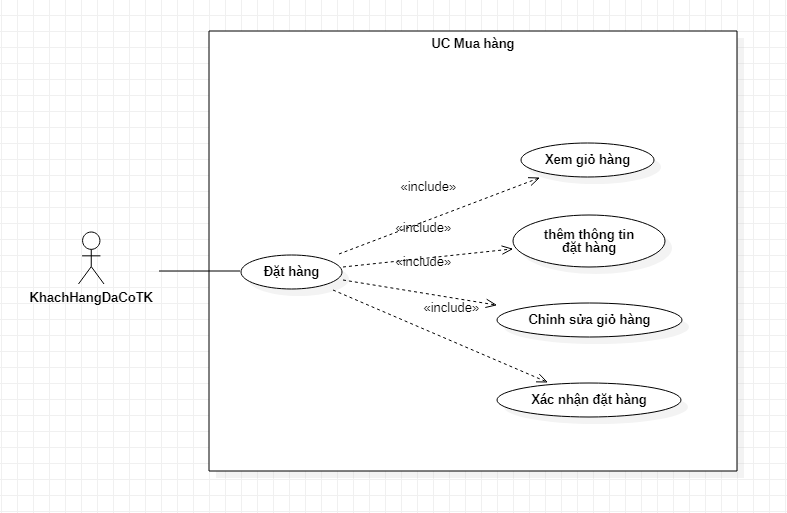 UC Mua hàng
Xem giỏ hàng
«include»
«include»
thêm thông tin
đặt hàng
«include»
Đặt hàng
KhachHangDaCoTK
«include»
Chỉnh sửa giỏ hàng
Xác nhận đặt hàng